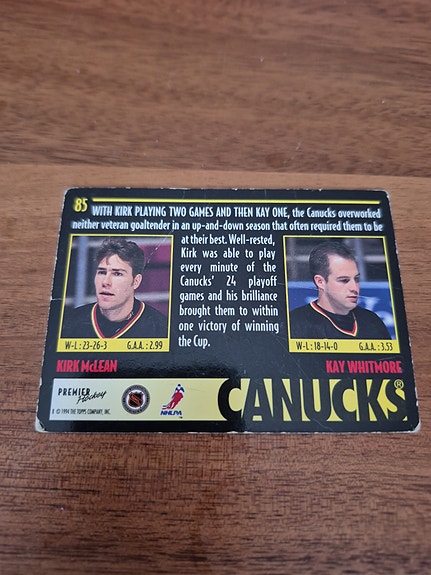 85 WITH KIRK PLAYING TWO GAMES AND THEN KAY ONE, the Canucks overworked
neither veteran goaltender in an up-and-down season that often required them to be
at their best. Well-rested,
Kirk was able to play
every minute of the
Canucks' 24 playoff
games and his brilliance
brought them to within
one victory of winning
the Cup.
W-L: 23-26-3 G.A.A.: 2.99
KIRK McLEAN
W-L: 18-14-0 G.A.A.: 3.53
KAY WHITMORE
PREMIER Hockey
© 1994 THE TOPPS COMPANY, INC.
NHLPA
CANUCKS®